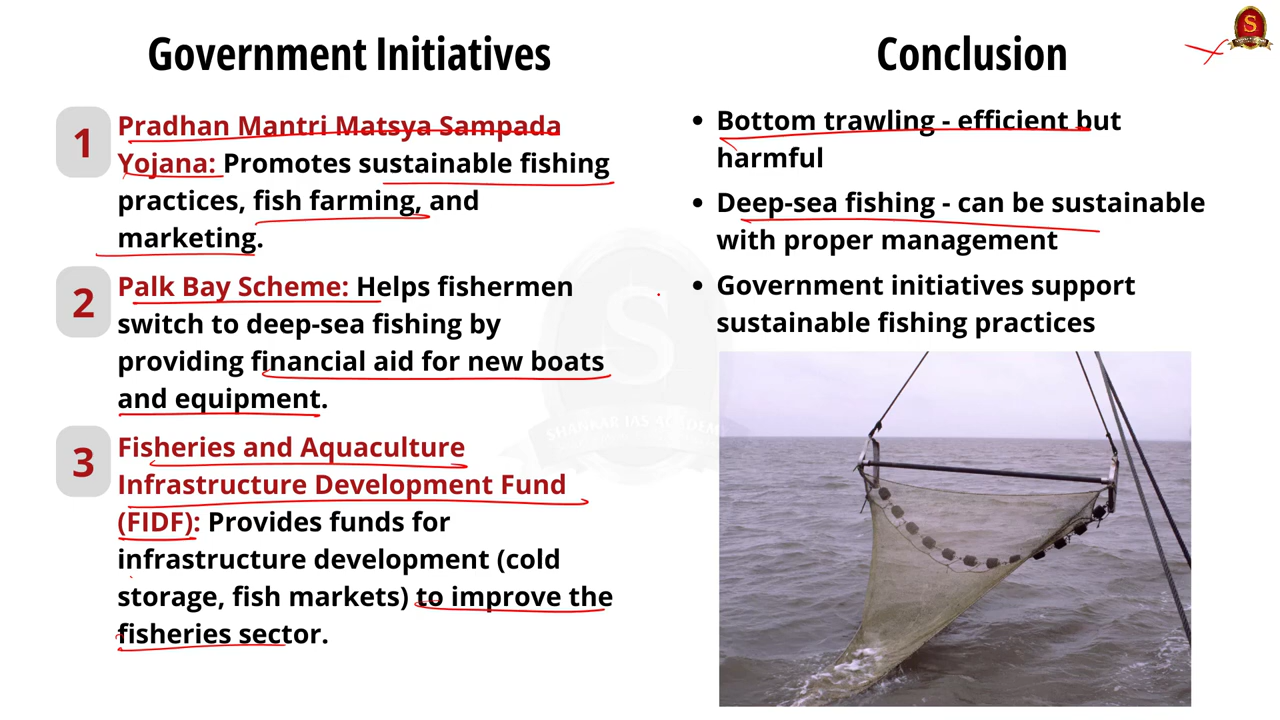 Government Initiatives
1
Pradhan Mantri Matsya Sampada
Yojana: Promotes sustainable fishing
practices, fish farming, and
marketing.
2
Palk Bay Scheme: Helps fishermen
switch to deep-sea fishing by
providing financial aid for new boats
and equipment.
3
Fisheries and Aquaculture
Infrastructure Development Fund
(FIDF): Provides funds for
infrastructure development (cold
storage, fish markets) to improve the
fisheries sector.
Conclusion
• Bottom trawling - efficient but
harmful
• Deep-sea fishing - can be sustainable
with proper management
• Government initiatives support
sustainable fishing practices
S
S
SHANKAR IAS ACADEM